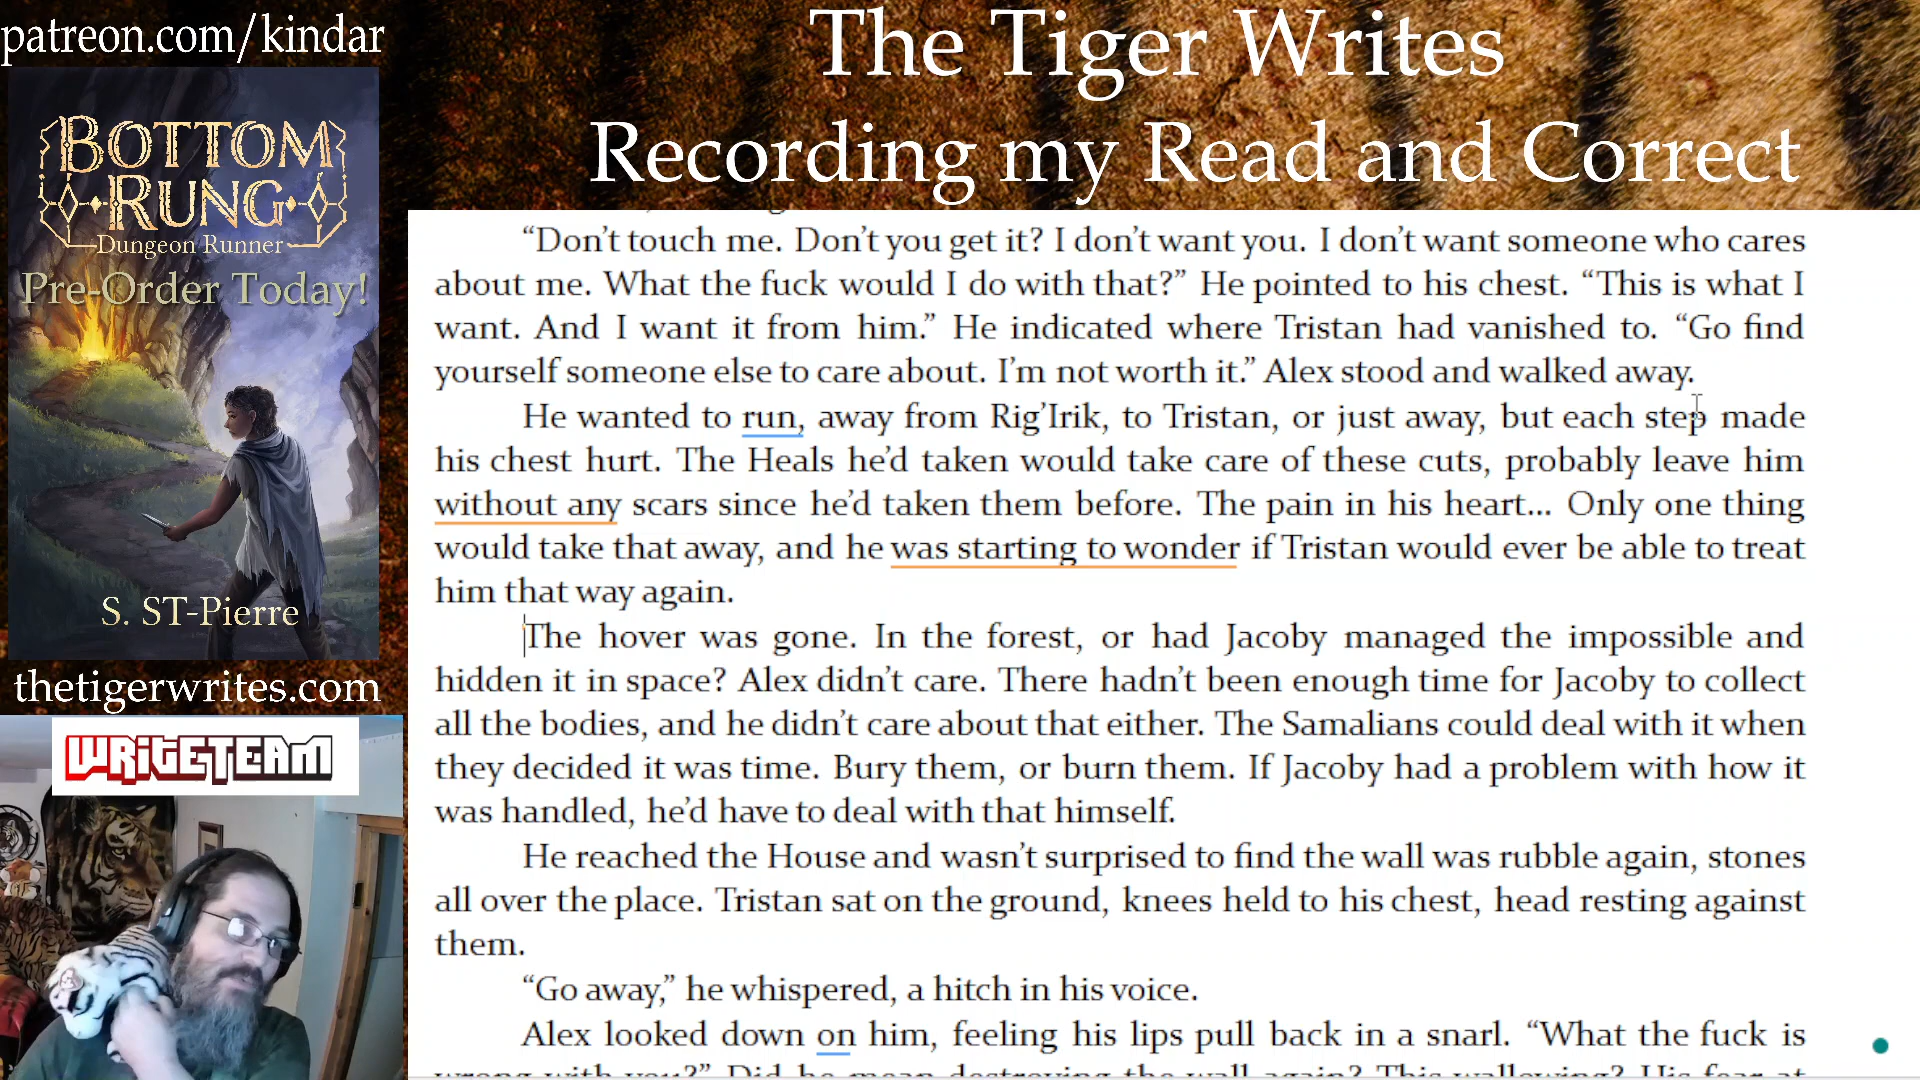 patreon.com/kindar
BOTTOM
RUNG
Dungeon Runner
Pre-Order Today!
S. ST-Pierre
thetigerwrites.com
WRiTETEAM
The Tiger Writes
Recording my Read and Correct
“Don’t touch me. Don’t you get it? I don’t want you. I don’t want someone who cares
about me. What the fuck would I do with that?” He pointed to his chest. “This is what I
want. And I want it from him.” He indicated where Tristan had vanished to. “Go find
yourself someone else to care about. I’m not worth it.” Alex stood and walked away.
He wanted to run, away from Rig’Irik, to Tristan, or just away, but each step made
his chest hurt. The Heals he’d taken would take care of these cuts, probably leave him
without any scars since he’d taken them before. The pain in his heart... Only one thing
would take that away, and he was starting to wonder if Tristan would ever be able to treat
him that way again.
The hover was gone. In the forest, or had Jacoby managed the impossible and
hidden it in space? Alex didn’t care. There hadn’t been enough time for Jacoby to collect
all the bodies, and he didn’t care about that either. The Samalians could deal with it when
they decided it was time. Bury them, or burn them. If Jacoby had a problem with how it
was handled, he’d have to deal with that himself.
He reached the House and wasn’t surprised to find the wall was rubble again, stones
all over the place. Tristan sat on the ground, knees held to his chest, head resting against
them.
“Go away,” he whispered, a hitch in his voice.
Alex looked down on him, feeling his lips pull back in a snarl. “What the fuck is
wrong with you?” Did he mean destroying the wall again? This wallowing? His fear at